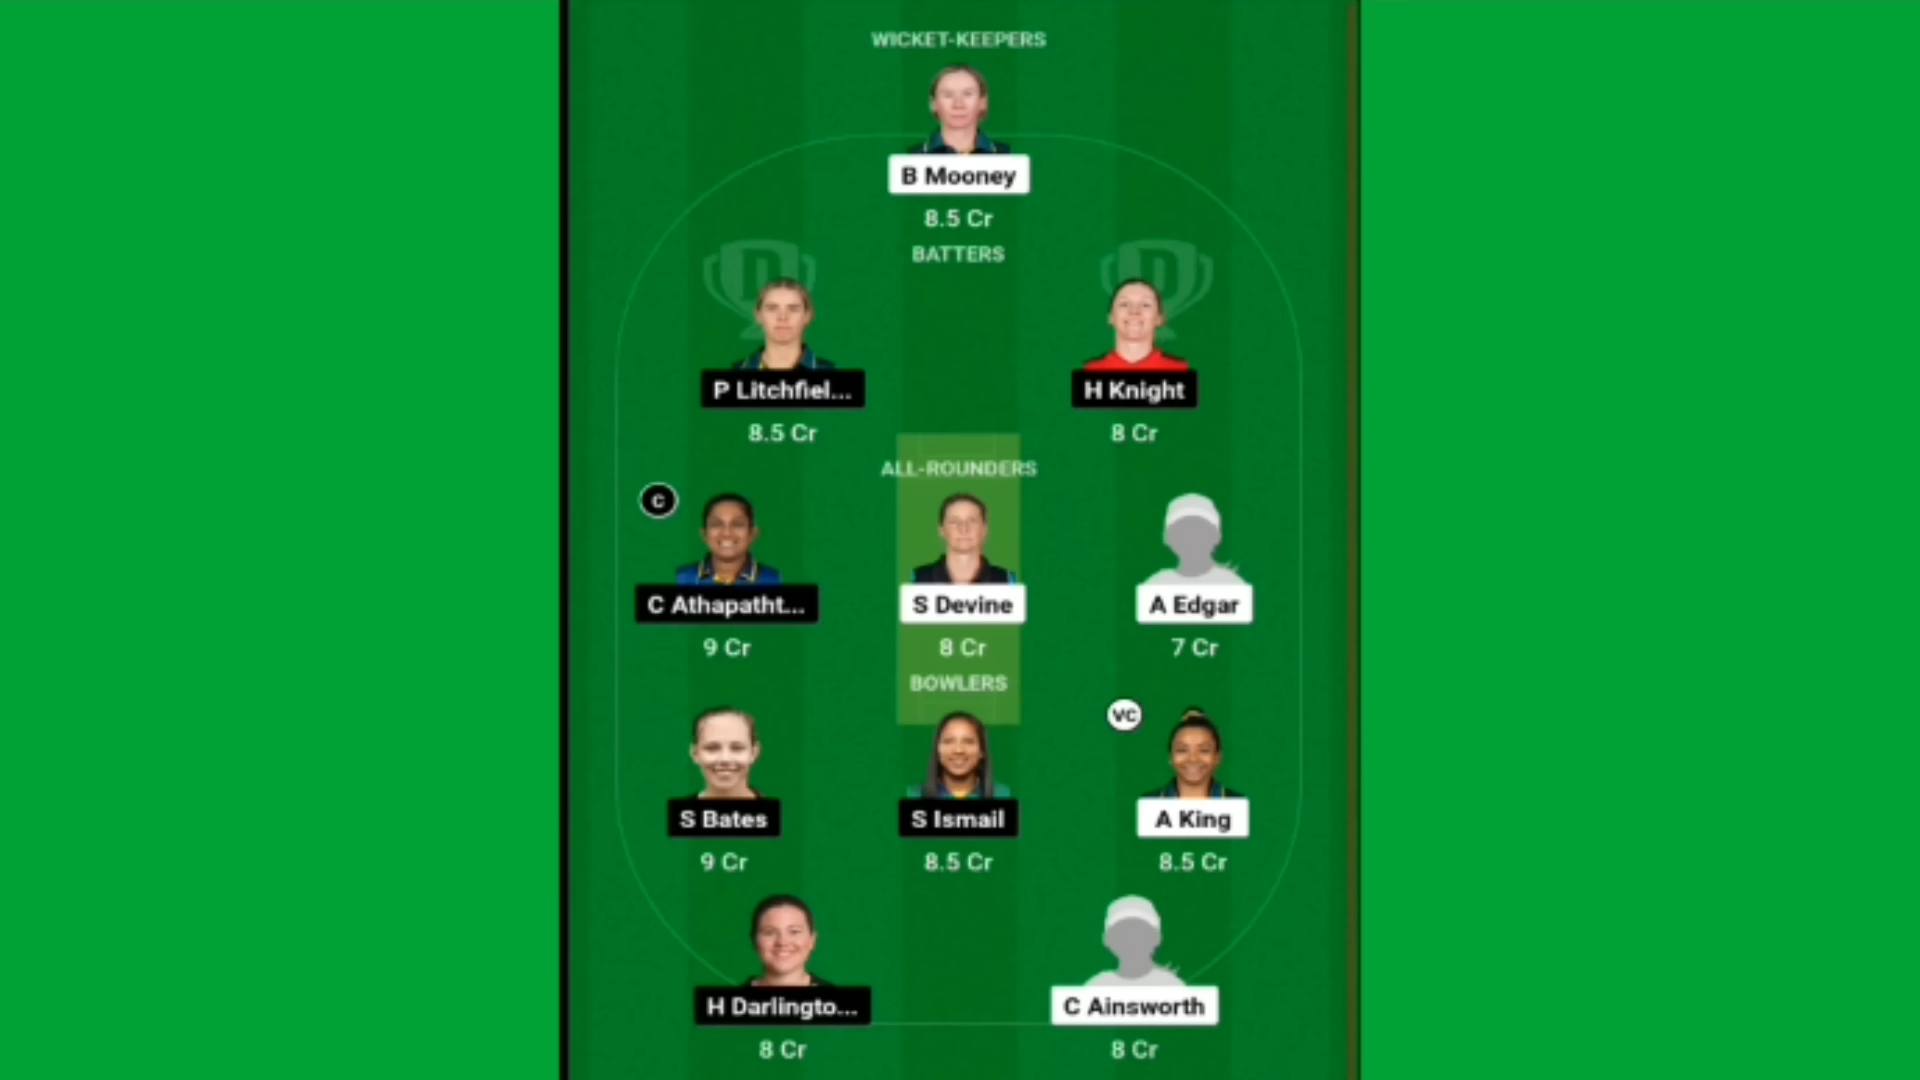 WICKET-KEEPERS
B Mooney
8.5 Cr
BATTERS
P Litchfiel... H Knight
8.5 Cr 8 Cr
ALL-ROUNDERS
C
C Athapatht... S Devine A Edgar
9 Cr 8 Cr 7 Cr
BOWLERS
VC
S Bates S Ismail A King
9 Cr 8.5 Cr 8.5 Cr
H Darlingto... C Ainsworth
8 Cr 8 Cr